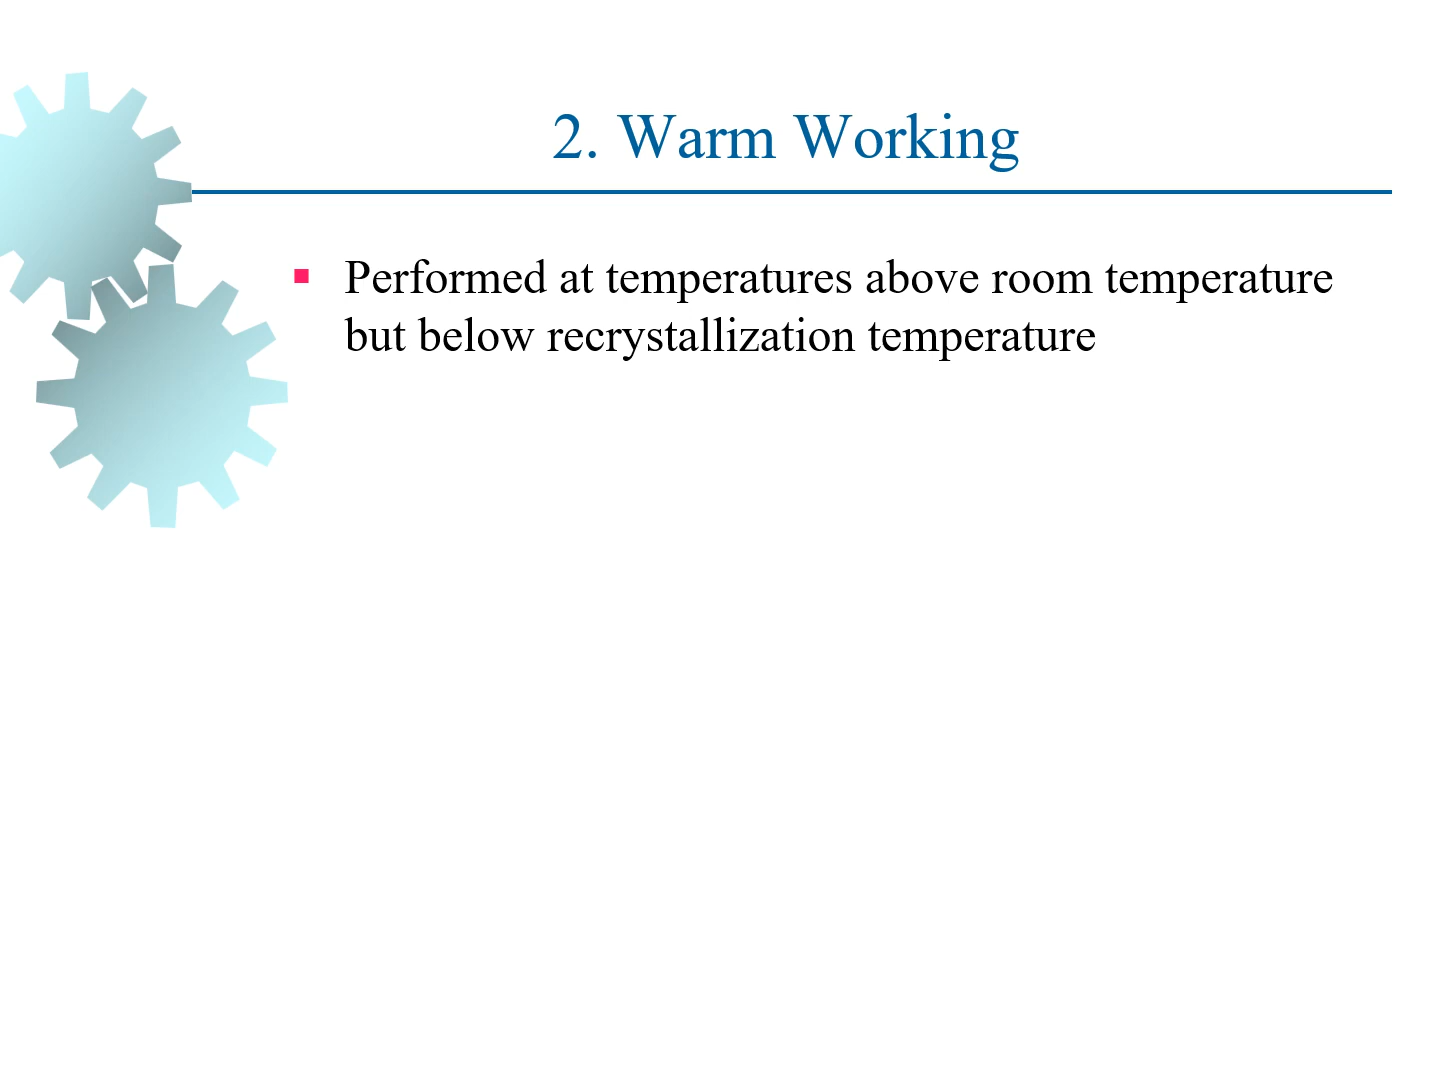 2. Warm Working
Performed at temperatures above room temperature
but below recrystallization temperature